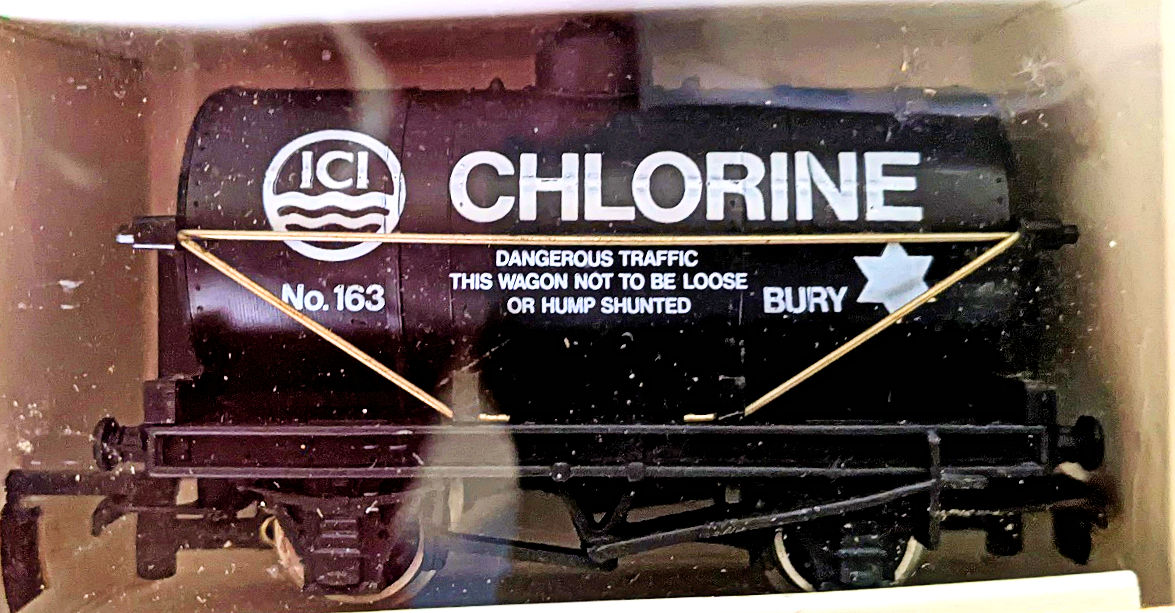 ICI
CHLORINE
No. 163
DANGEROUS TRAFFIC
THIS WAGON NOT TO BE LOOSE
OR HUMP SHUNTED
BURY